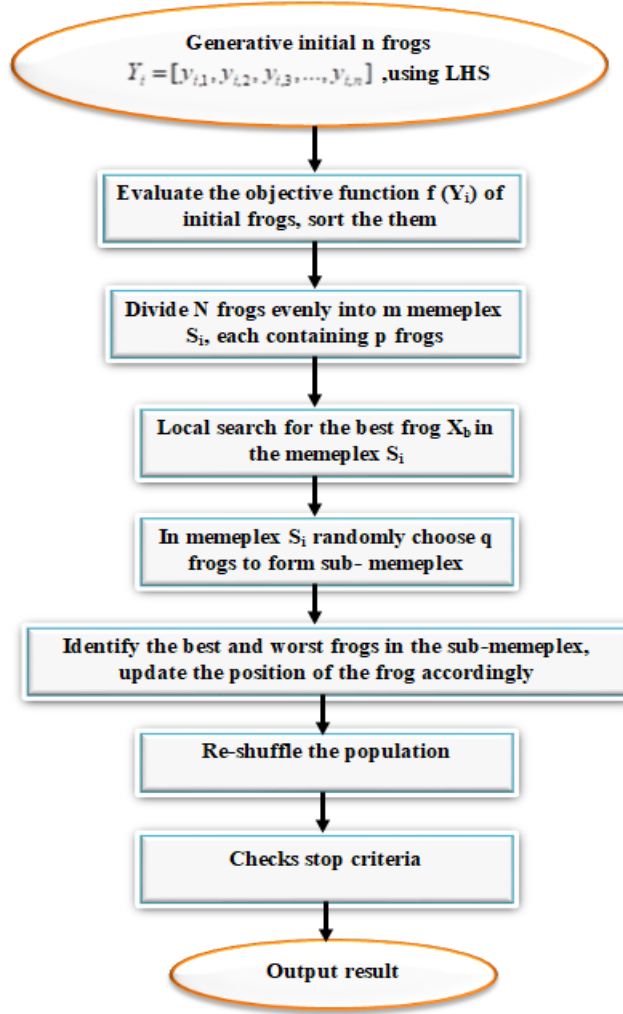 Generative initial n frogs
Y_i = [y_{i,1}, y_{i,2}, y_{i,3}, ..., y_{i,n}] ,using LHS
Evaluate the objective function f (Y_i) of
initial frogs, sort the them
Divide N frogs evenly into m memeplex
S_i, each containing p frogs
Local search for the best frog X_b in
the memeplex S_i
In memeplex S_i randomly choose q
frogs to form sub- memeplex
Identify the best and worst frogs in the sub-memeplex,
update the position of the frog accordingly
Re-shuffle the population
Checks stop criteria
Output result